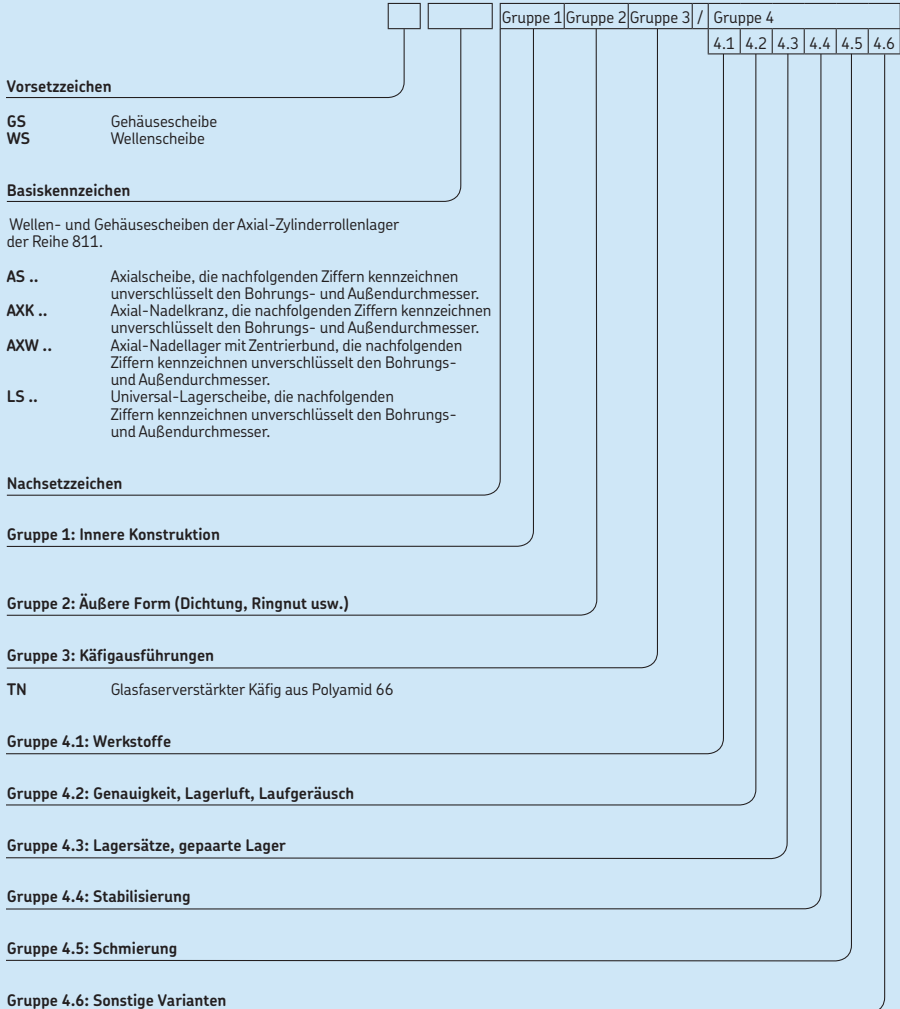 Gruppe 1 Gruppe 2 Gruppe 3 / Gruppe 4
4.1 4.2 4.3 4.4 4.5 4.6
Vorsetzzeichen
GS Gehäusescheibe
WS Wellenscheibe
Basiskennzeichen
Wellen- und Gehäusescheiben der Axial-Zylinderrollenlager
der Reihe 811.
AS .. Axialscheibe, die nachfolgenden Ziffern kennzeichnen
unverschlüsselt den Bohrungs- und Außendurchmesser.
AXK .. Axial-Nadelkranz, die nachfolgenden Ziffern kennzeichnen
unverschlüsselt den Bohrungs- und Außendurchmesser.
AXW .. Axial-Nadellager mit Zentrierbund, die nachfolgenden
Ziffern kennzeichnen unverschlüsselt den Bohrungs-
und Außendurchmesser.
LS .. Universal-Lagerscheibe, die nachfolgenden
Ziffern kennzeichnen unverschlüsselt den Bohrungs-
und Außendurchmesser.
Nachsetzzeichen
Gruppe 1: Innere Konstruktion
Gruppe 2: Äußere Form (Dichtung, Ringnut usw.)
Gruppe 3: Käfigausführungen
TN Glasfaserverstärkter Käfig aus Polyamid 66
Gruppe 4.1: Werkstoffe
Gruppe 4.2: Genauigkeit, Lagerluft, Laufgeräusch
Gruppe 4.3: Lagersätze, gepaarte Lager
Gruppe 4.4: Stabilisierung
Gruppe 4.5: Schmierung
Gruppe 4.6: Sonstige Varianten